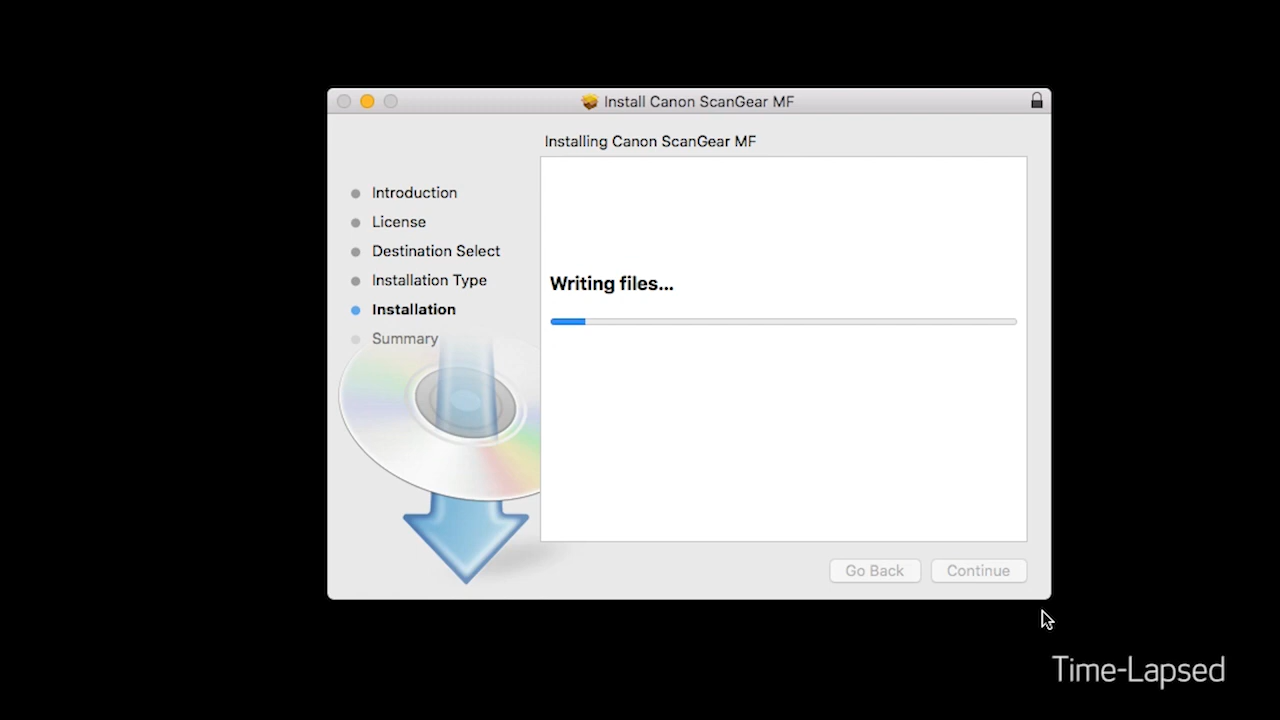 Install Canon ScanGear MF
Installing Canon ScanGear MF
Introduction
License
Destination Select
Installation Type
Installation
Summary
Writing files...
Go Back
Continue
Time-Lapsed